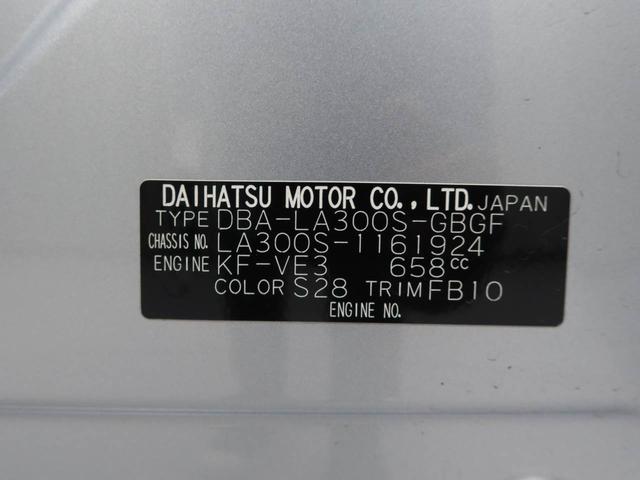 DAIHATSU MOTOR CO., LTD. JAPAN
TYPE DBA-LA300S-GBGF
CHASSIS NO. LA300S-1161924
ENGINE KF-VE3 658cc
COLOR S28 TRIM FB10
ENGINE NO.